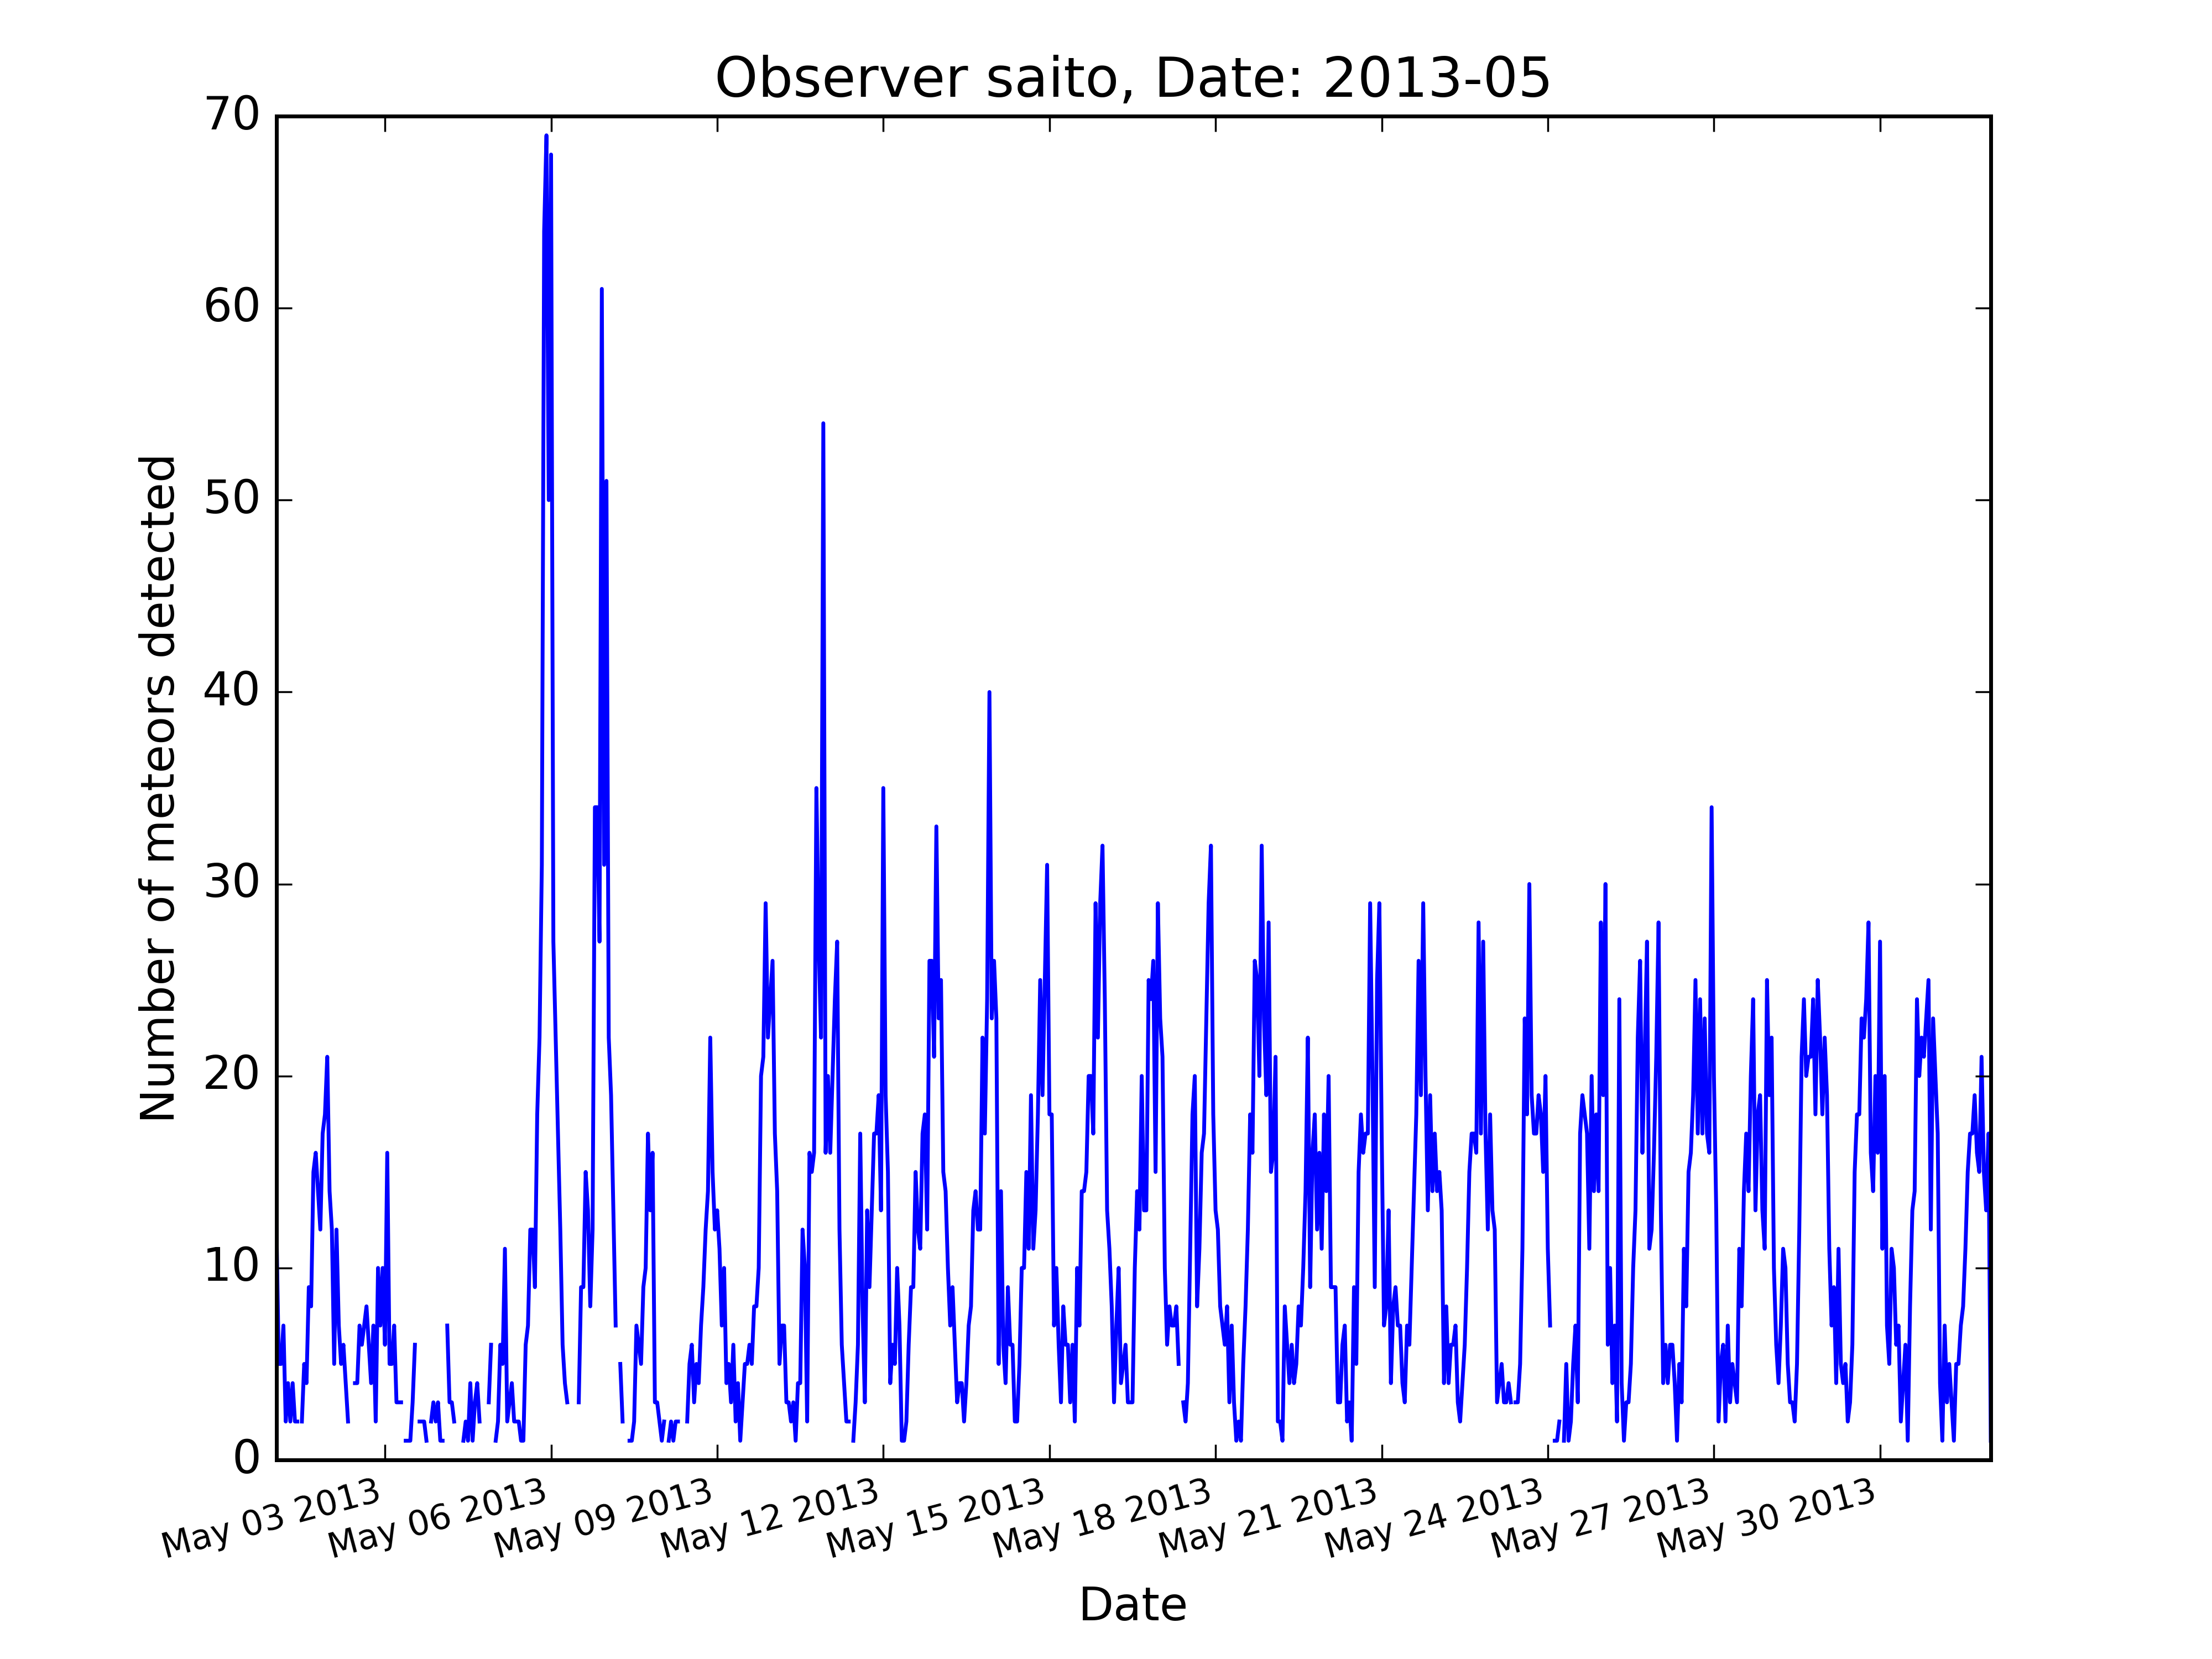 Observer saito, Date: 2013-05
Number of meteors detected
70
60
50
40
30
20
10
0
May 03 2013
May 06 2013
May 09 2013
May 12 2013
May 15 2013
May 18 2013
May 21 2013
May 24 2013
May 27 2013
May 30 2013
Date